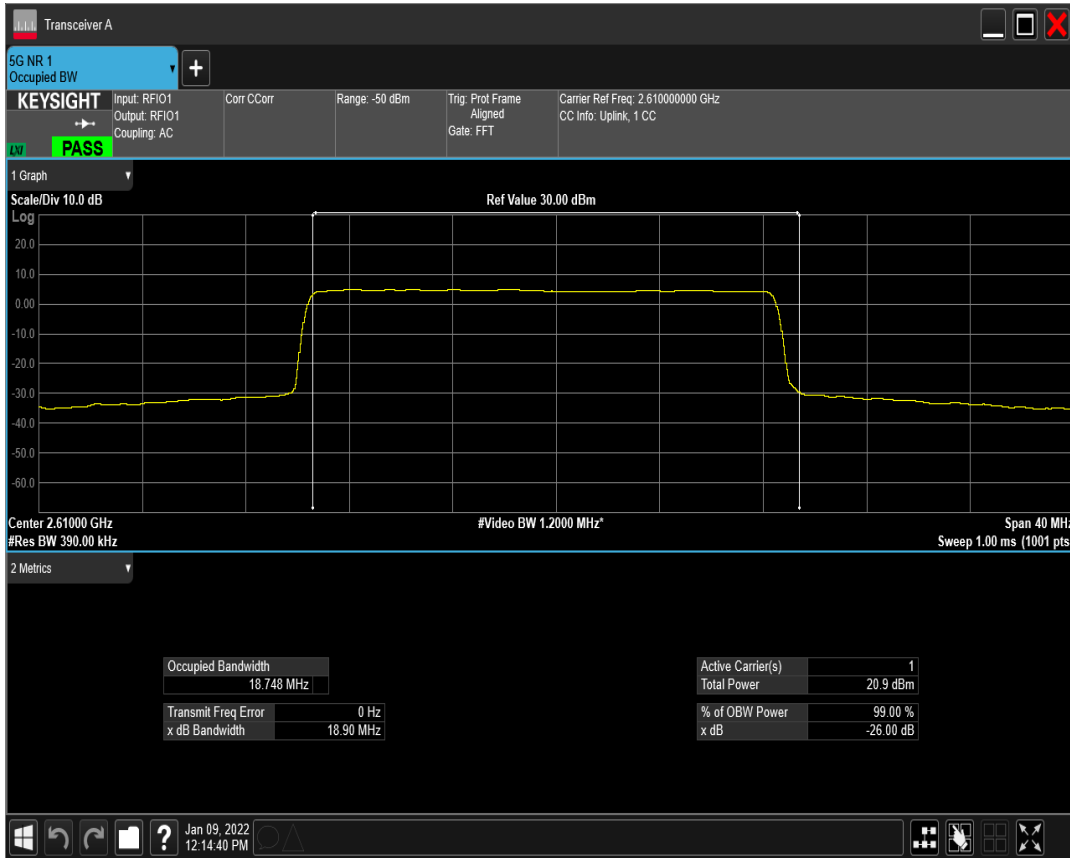 Transceiver A
5G NR 1
Occupied BW
KEYSIGHT
LXI
PASS
Input: RFIO1
Output: RFIO1
Coupling: AC
Corr CCorr
Range: -50 dBm
Trig: Prot Frame
Aligned
Gate: FFT
Carrier Ref Freq: 2.610000000 GHz
CC Info: Uplink, 1 CC
1 Graph
Scale/Div 10.0 dB
Ref Value 30.00 dBm
Log
20.0
10.0
0.00
-10.0
-20.0
-30.0
-40.0
-50.0
-60.0
Center 2.61000 GHz
#Video BW 1.2000 MHz*
Span 40 MHz
#Res BW 390.00 kHz
Sweep 1.00 ms (1001 pts
2 Metrics
Occupied Bandwidth
18.748 MHz
Transmit Freq Error 0 Hz
x dB Bandwidth 18.90 MHz
Active Carrier(s) 1
Total Power 20.9 dBm
% of OBW Power 99.00 %
x dB -26.00 dB
?
Jan 09, 2022
12:14:40 PM